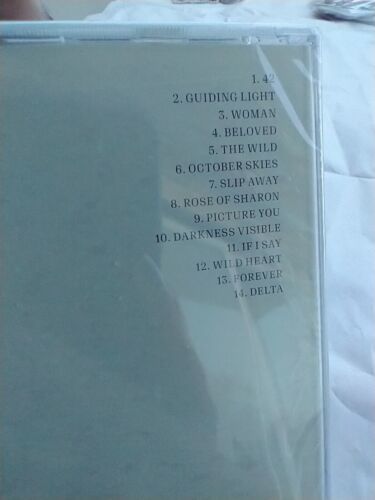 1. 42
2. GUIDING LIGHT
3. WOMAN
4. BELOVED
5. THE WILD
6. OCTOBER SKIES
7. SLIP AWAY
8. ROSE OF SHARON
9. PICTURE YOU
10. DARKNESS VISIBLE
11. IF I SAY
12. WILD HEART
13. FOREVER
14. DELTA